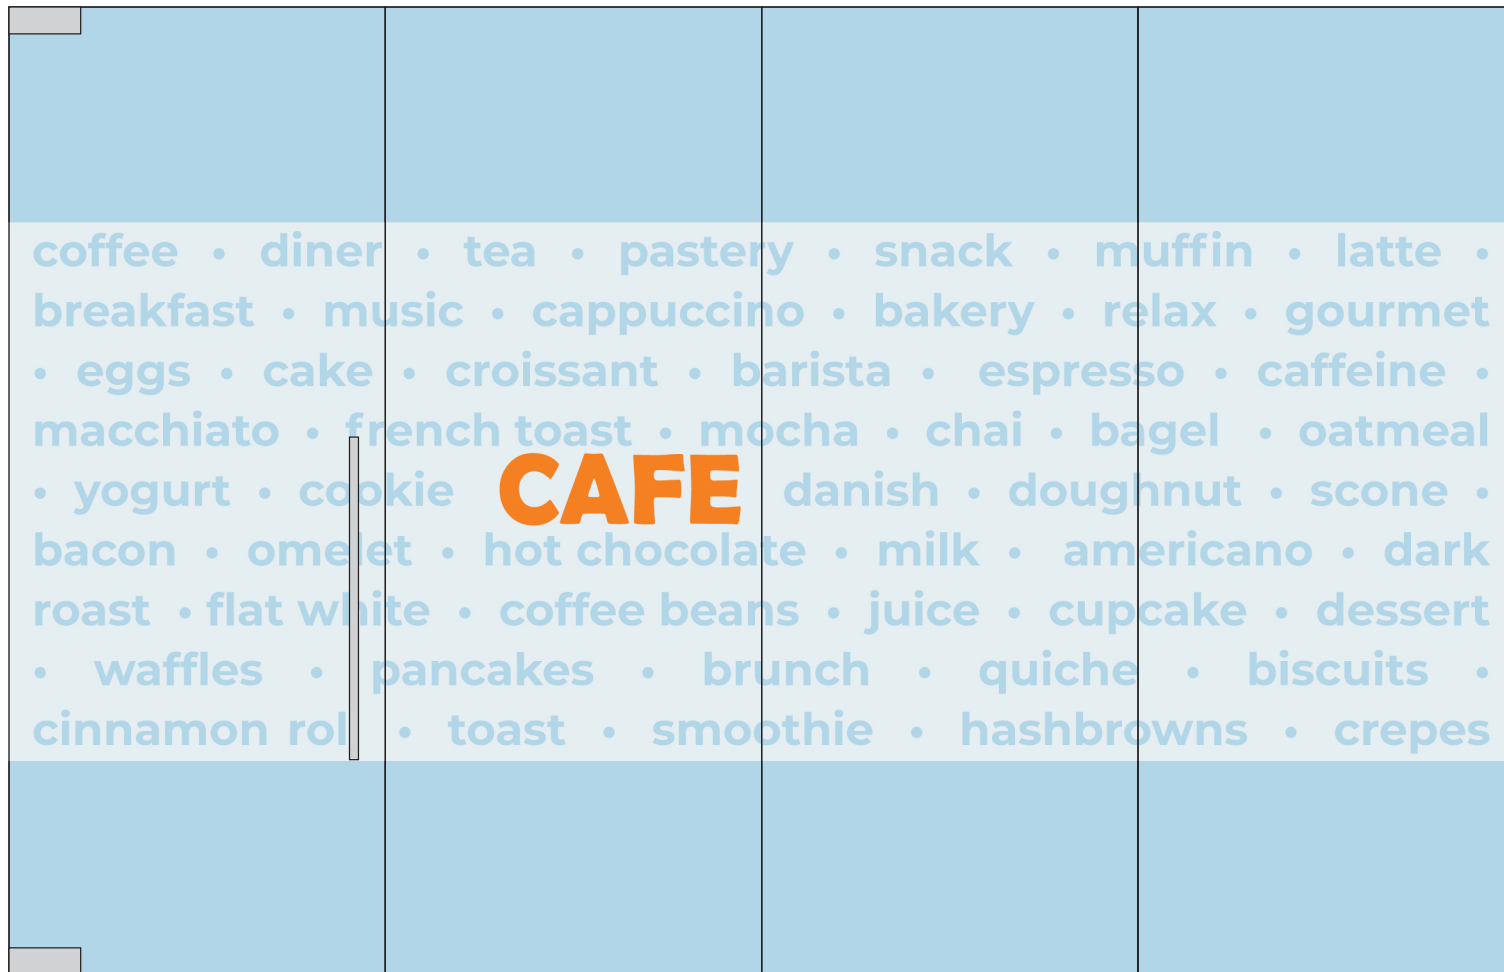 coffee • diner • tea • pastery • snack • muffin • latte •
breakfast • music • cappuccino • bakery • relax • gourmet
• eggs • cake • croissant • barista • espresso • caffeine •
macchiato • french toast • mocha • chai • bagel • oatmeal
• yogurt • cookie CAFE danish • doughnut • scone •
bacon • omelet • hot chocolate • milk • americano • dark
roast • flat white • coffee beans • juice • cupcake • dessert
• waffles • pancakes • brunch • quiche • biscuits •
cinnamon rol • toast • smoothie • hashbrowns • crepes